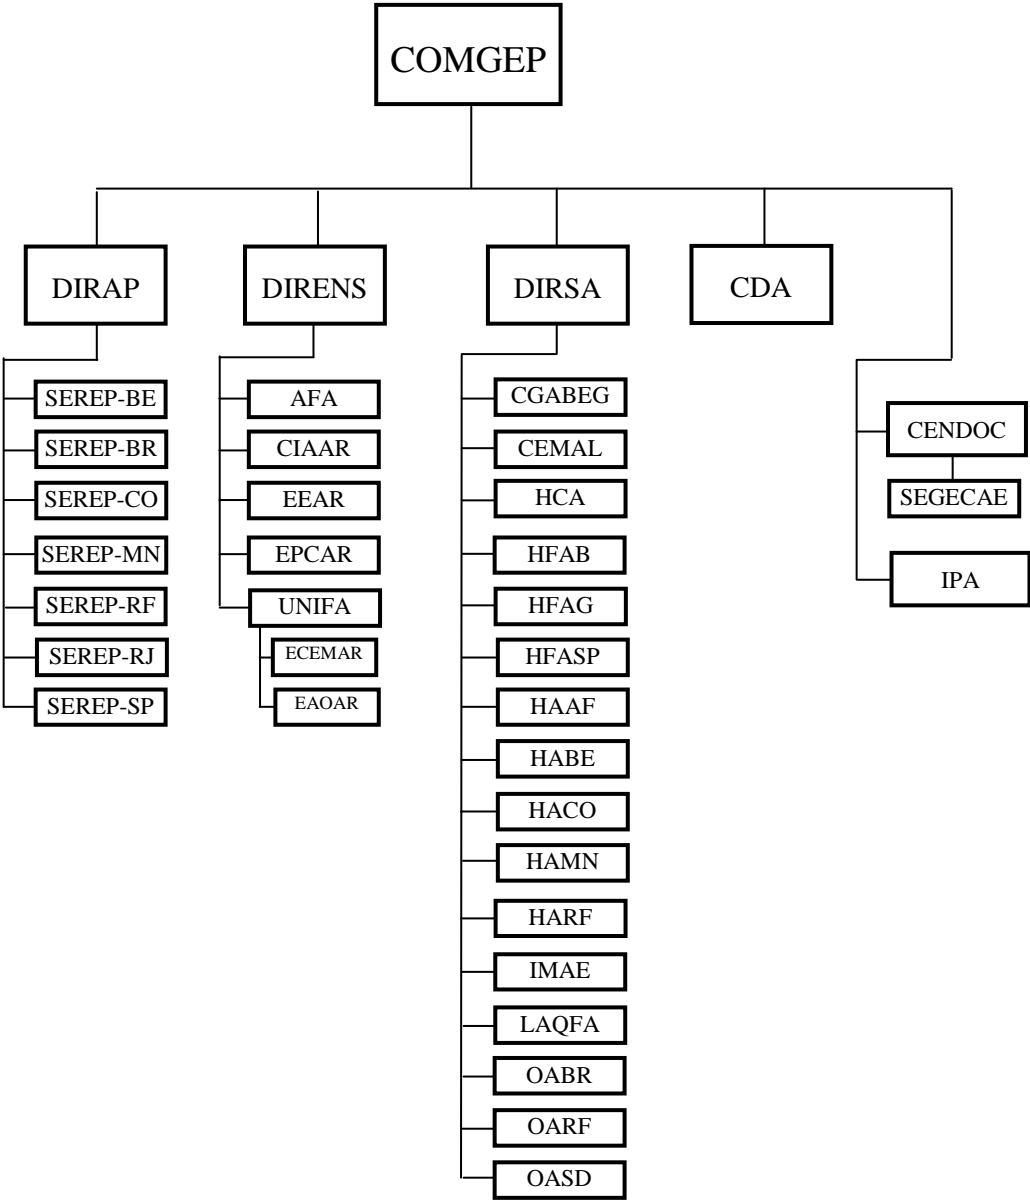 COMGEP
DIRAP
DIRENS
DIRSA
CDA
SEREP-BE
SEREP-BR
SEREP-CO
SEREP-MN
SEREP-RF
SEREP-RJ
SEREP-SP
AFA
CIAAR
EEAR
EPCAR
UNIFA
ECEMAR
EAOAR
CGABEG
CEMAL
HCA
HFAB
HFAG
HFASP
HAAF
HABE
HACO
HAMN
HARF
IMAE
LAQFA
OABR
OARF
OASD
CENDOC
SEGECAE
IPA